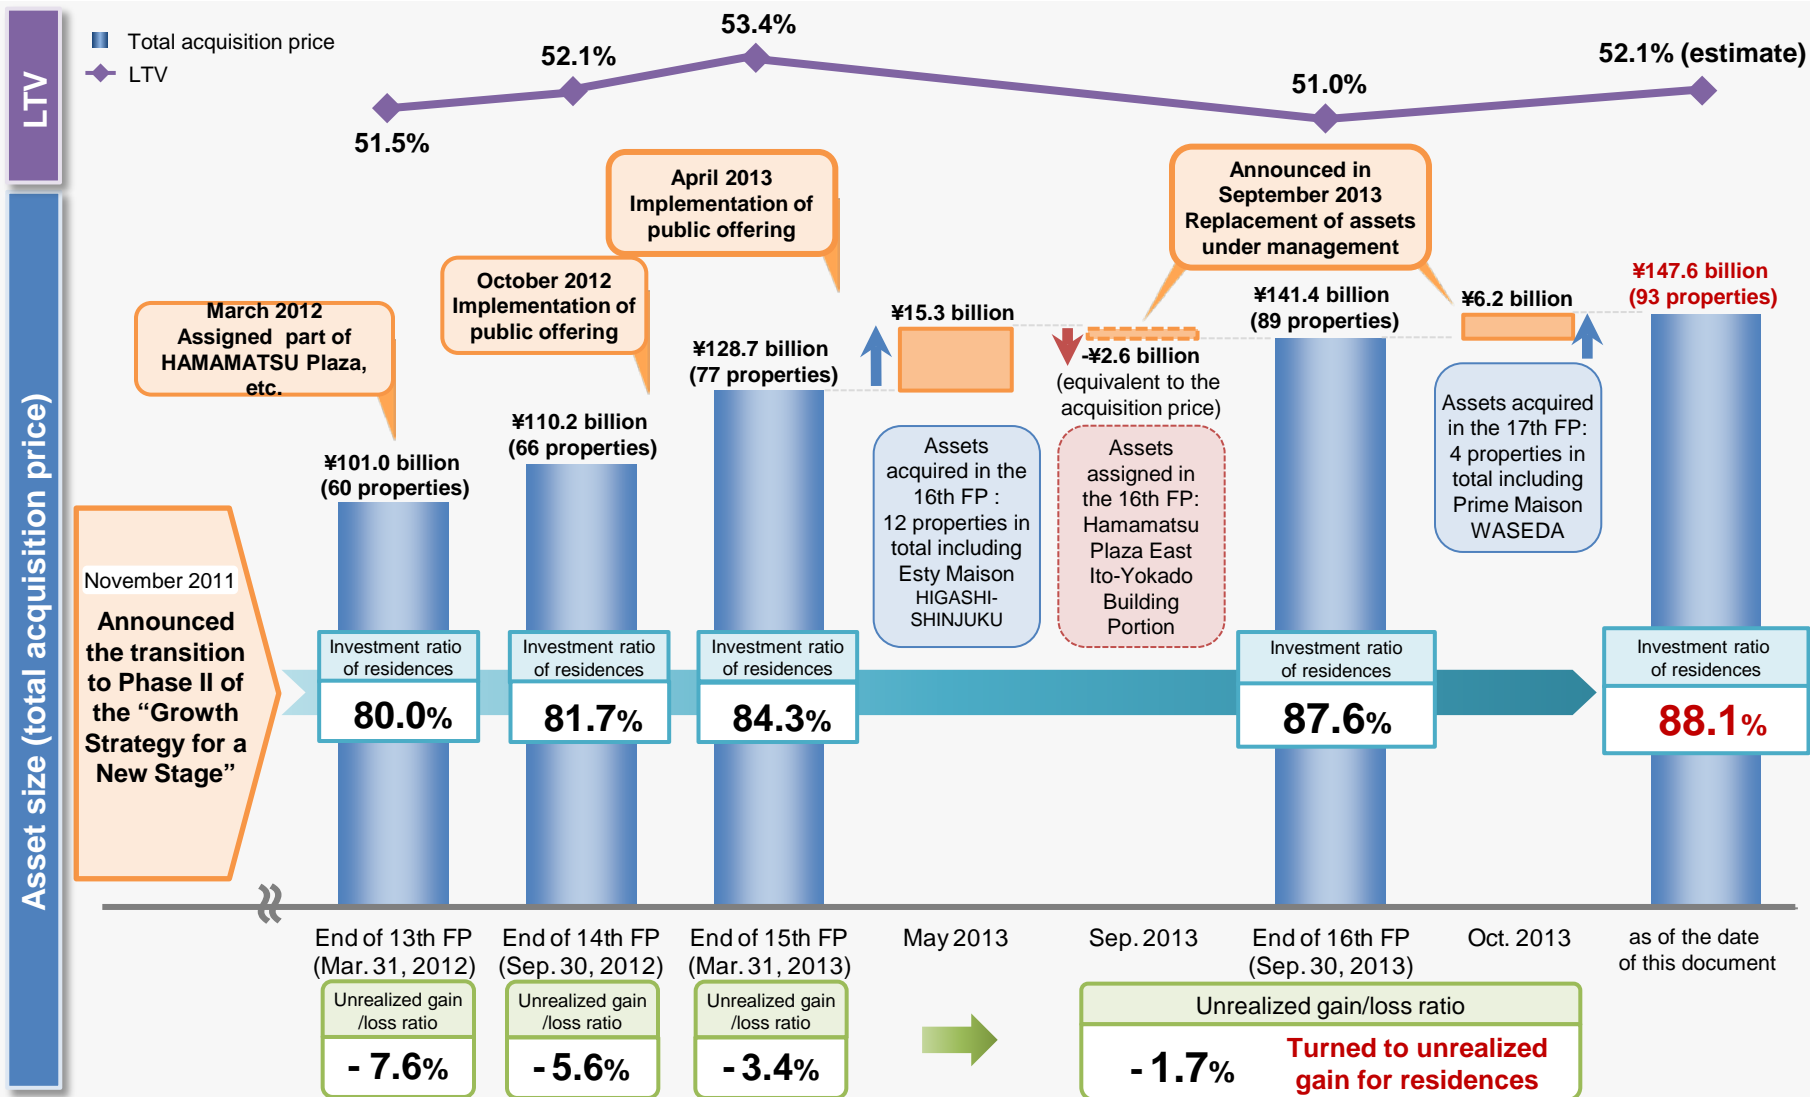 LTV
Total acquisition price
LTV
51.5%
52.1%
53.4%
51.0%
52.1% (estimate)
Asset size (total acquisition price)
November 2011
Announced
the transition
to Phase II of
the “Growth
Strategy for a
New Stage”
March 2012
Assigned part of
HAMAMATSU Plaza,
etc.
October 2012
Implementation of
public offering
April 2013
Implementation of
public offering
Announced in
September 2013
Replacement of assets
under management
¥101.0 billion
(60 properties)
¥110.2 billion
(66 properties)
¥128.7 billion
(77 properties)
¥15.3 billion
-¥2.6 billion
(equivalent to the
acquisition price)
¥141.4 billion
(89 properties)
¥6.2 billion
¥147.6 billion
(93 properties)
Assets
acquired in the
16th FP :
12 properties in
total including
Esty Maison
HIGASHI-
SHINJUKU
Assets
assigned in
the 16th FP:
Hamamatsu
Plaza East
Ito-Yokado
Building
Portion
Assets acquired
in the 17th FP:
4 properties in
total including
Prime Maison
WASEDA
Investment ratio
of residences
80.0%
Investment ratio
of residences
81.7%
Investment ratio
of residences
84.3%
Investment ratio
of residences
87.6%
Investment ratio
of residences
88.1%
End of 13th FP
(Mar. 31, 2012)
End of 14th FP
(Sep. 30, 2012)
End of 15th FP
(Mar. 31, 2013)
May 2013
Sep. 2013
End of 16th FP
(Sep. 30, 2013)
Oct. 2013
as of the date
of this document
Unrealized gain
/loss ratio
- 7.6%
Unrealized gain
/loss ratio
- 5.6%
Unrealized gain
/loss ratio
- 3.4%
Unrealized gain/loss ratio
- 1.7%
Turned to unrealized
gain for residences